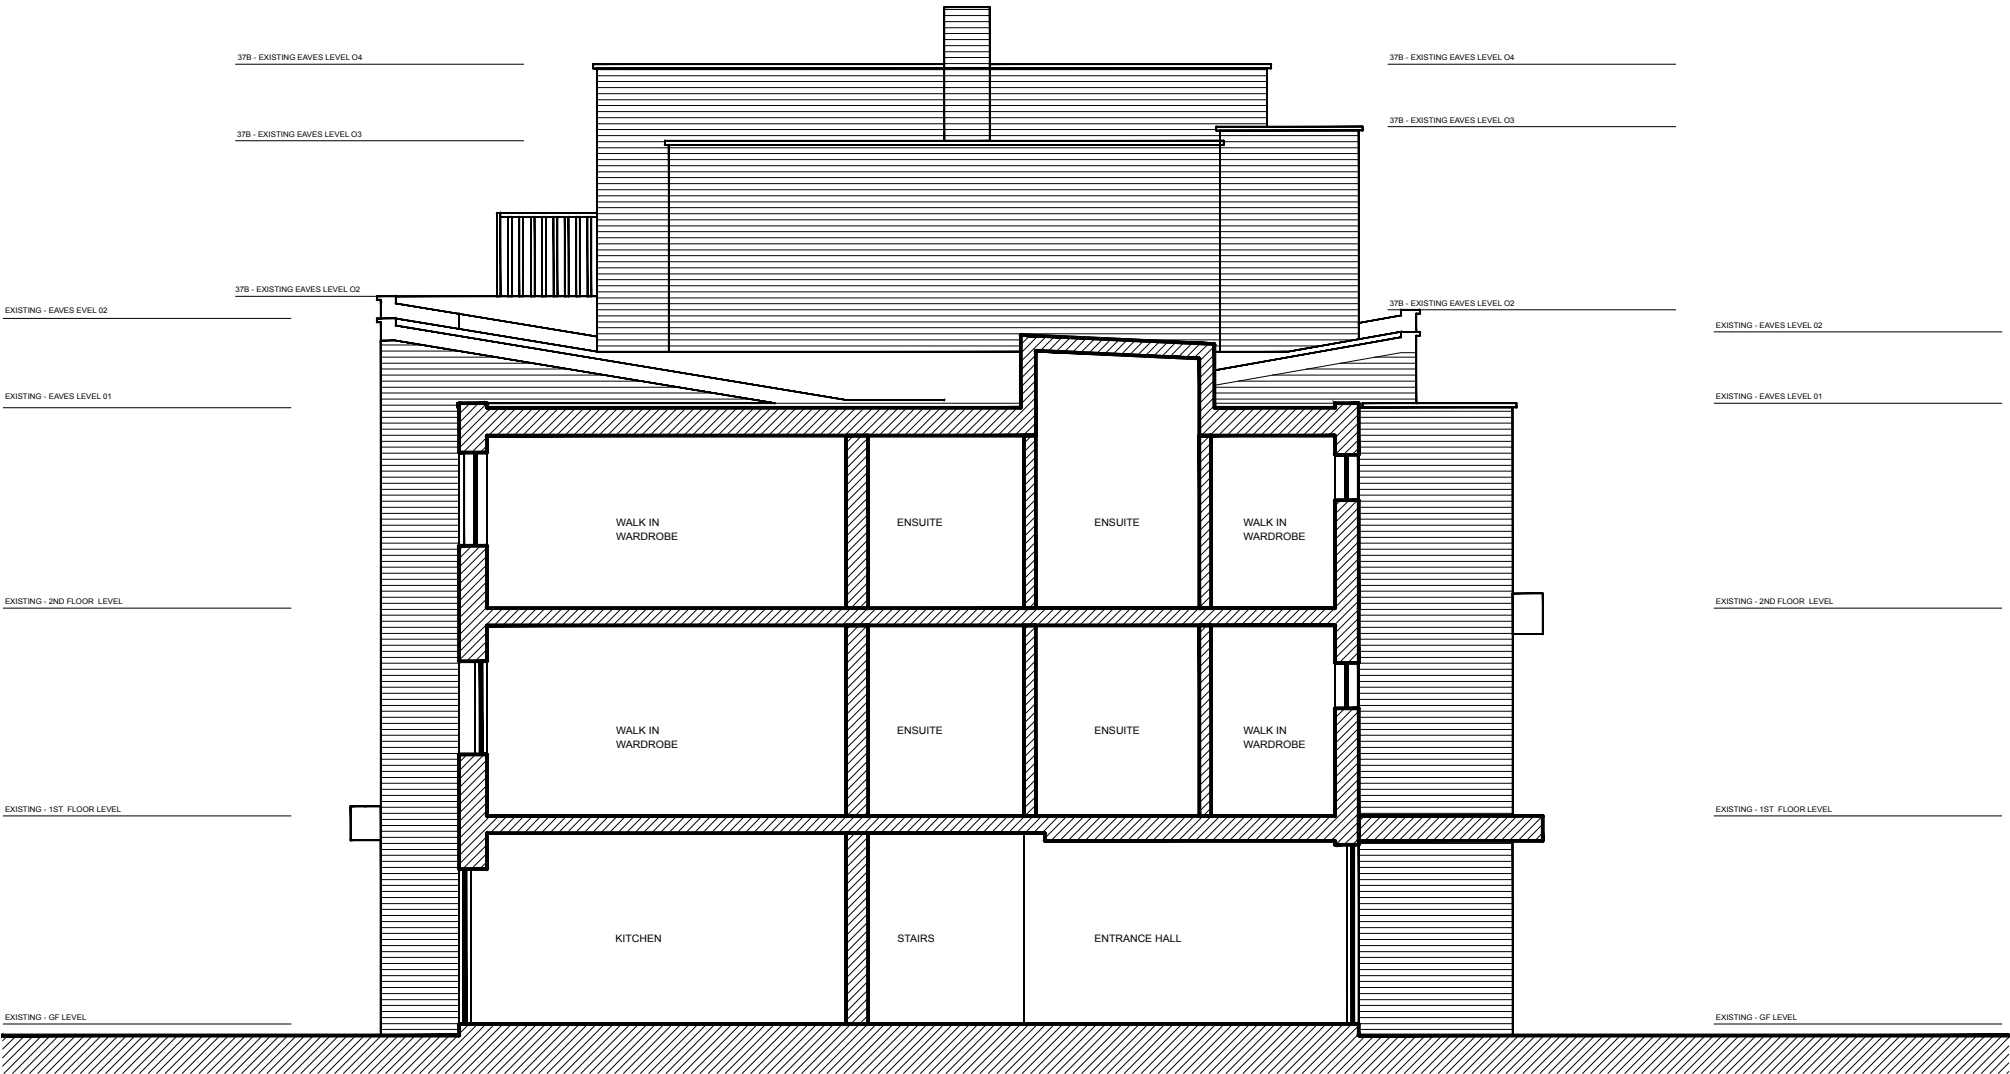 37B - EXISTING EAVES LEVEL O4
37B - EXISTING EAVES LEVEL O4
37B - EXISTING EAVES LEVEL O3
37B - EXISTING EAVES LEVEL O3
37B - EXISTING EAVES LEVEL O2
37B - EXISTING EAVES LEVEL O2
EXISTING - EAVES EVEL 02
EXISTING - EAVES LEVEL 02
EXISTING - EAVES LEVEL 01
EXISTING - EAVES LEVEL 01
WALK IN
WARDROBE
ENSUITE
ENSUITE
WALK IN
WARDROBE
EXISTING - 2ND FLOOR LEVEL
EXISTING - 2ND FLOOR LEVEL
WALK IN
WARDROBE
ENSUITE
ENSUITE
WALK IN
WARDROBE
EXISTING - 1ST FLOOR LEVEL
EXISTING - 1ST FLOOR LEVEL
KITCHEN
STAIRS
ENTRANCE HALL
EXISTING - GF LEVEL
EXISTING - GF LEVEL